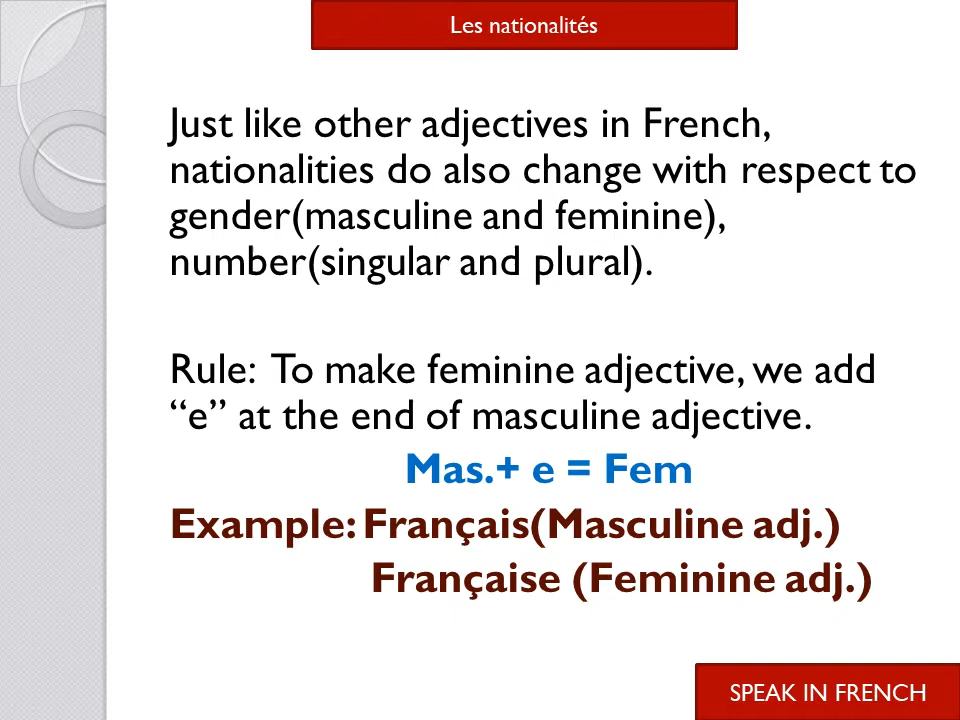 Les nationalités
Just like other adjectives in French,
nationalities do also change with respect to
gender(masculine and feminine),
number(singular and plural).
Rule:  To make feminine adjective, we add
“e” at the end of masculine adjective.
Mas.+ e = Fem
Example: Français(Masculine adj.)
Française (Feminine adj.)
SPEAK IN FRENCH